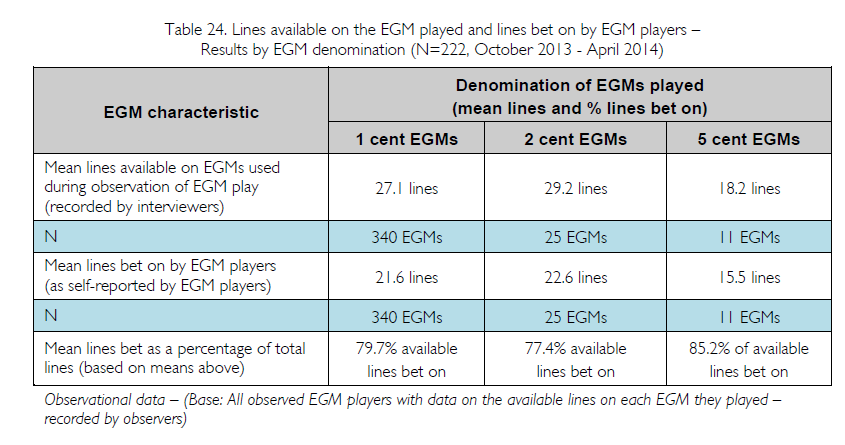 Table 24. Lines available on the EGM played and lines bet on by EGM players –
Results by EGM denomination (N=222, October 2013 - April 2014)
EGM characteristic
Denomination of EGMs played
(mean lines and % lines bet on)
1 cent EGMs 2 cent EGMs 5 cent EGMs
Mean lines available on EGMs used
during observation of EGM play
(recorded by interviewers)
27.1 lines 29.2 lines 18.2 lines
N 340 EGMs 25 EGMs 11 EGMs
Mean lines bet on by EGM players
(as self-reported by EGM players)
21.6 lines 22.6 lines 15.5 lines
N 340 EGMs 25 EGMs 11 EGMs
Mean lines bet as a percentage of total
lines (based on means above)
79.7% available
lines bet on
77.4% available
lines bet on
85.2% of available
lines bet on
Observational data – (Base: All observed EGM players with data on the available lines on each EGM they played –
recorded by observers)